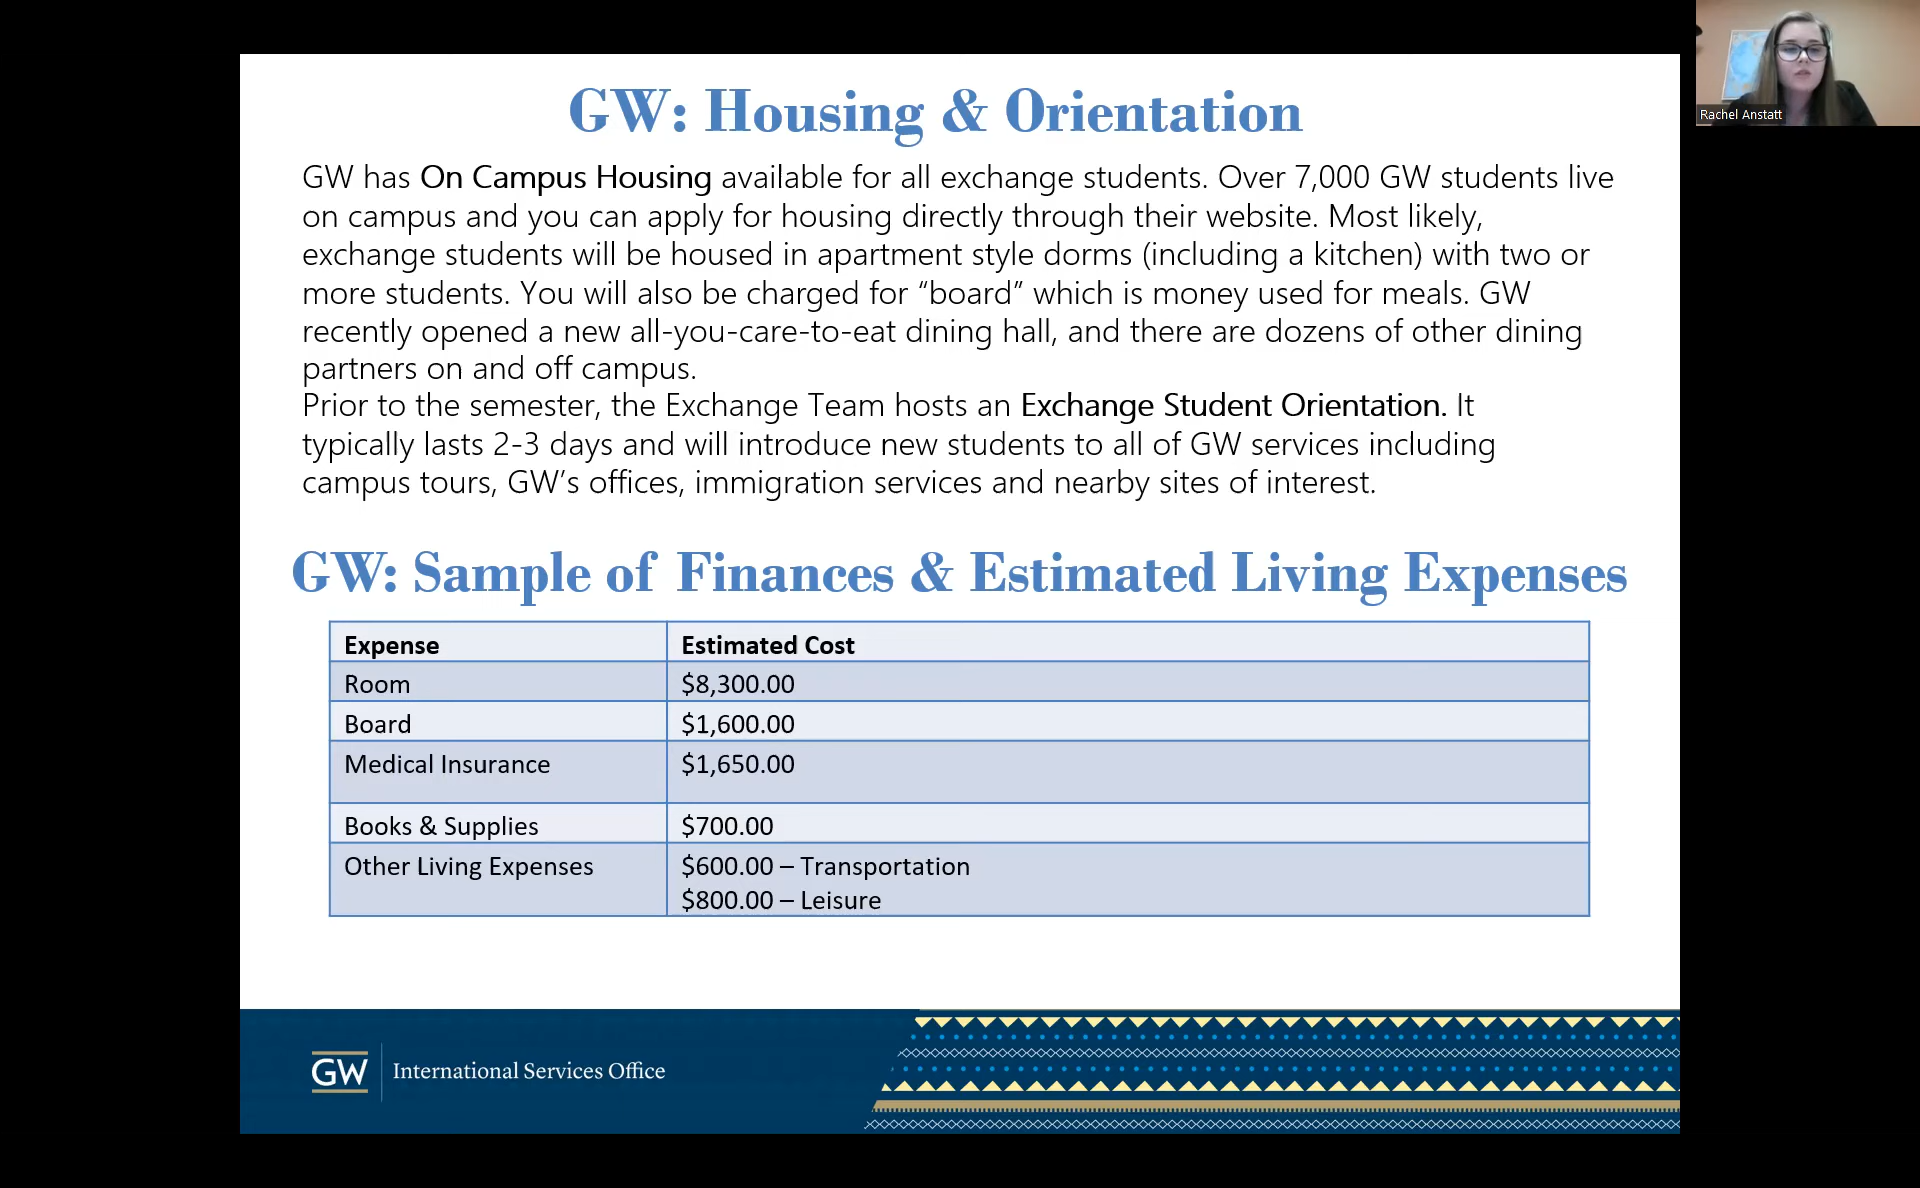 GW: Housing & Orientation
Rachel Anstatt
GW has On Campus Housing available for all exchange students. Over 7,000 GW students live
on campus and you can apply for housing directly through their website. Most likely,
exchange students will be housed in apartment style dorms (including a kitchen) with two or
more students. You will also be charged for “board” which is money used for meals. GW
recently opened a new all-you-care-to-eat dining hall, and there are dozens of other dining
partners on and off campus.
Prior to the semester, the Exchange Team hosts an Exchange Student Orientation. It
typically lasts 2-3 days and will introduce new students to all of GW services including
campus tours, GW’s offices, immigration services and nearby sites of interest.
GW: Sample of Finances & Estimated Living Expenses
Expense Estimated Cost
Room $8,300.00
Board $1,600.00
Medical Insurance $1,650.00
Books & Supplies $700.00
Other Living Expenses $600.00 – Transportation
$800.00 – Leisure
GW International Services Office